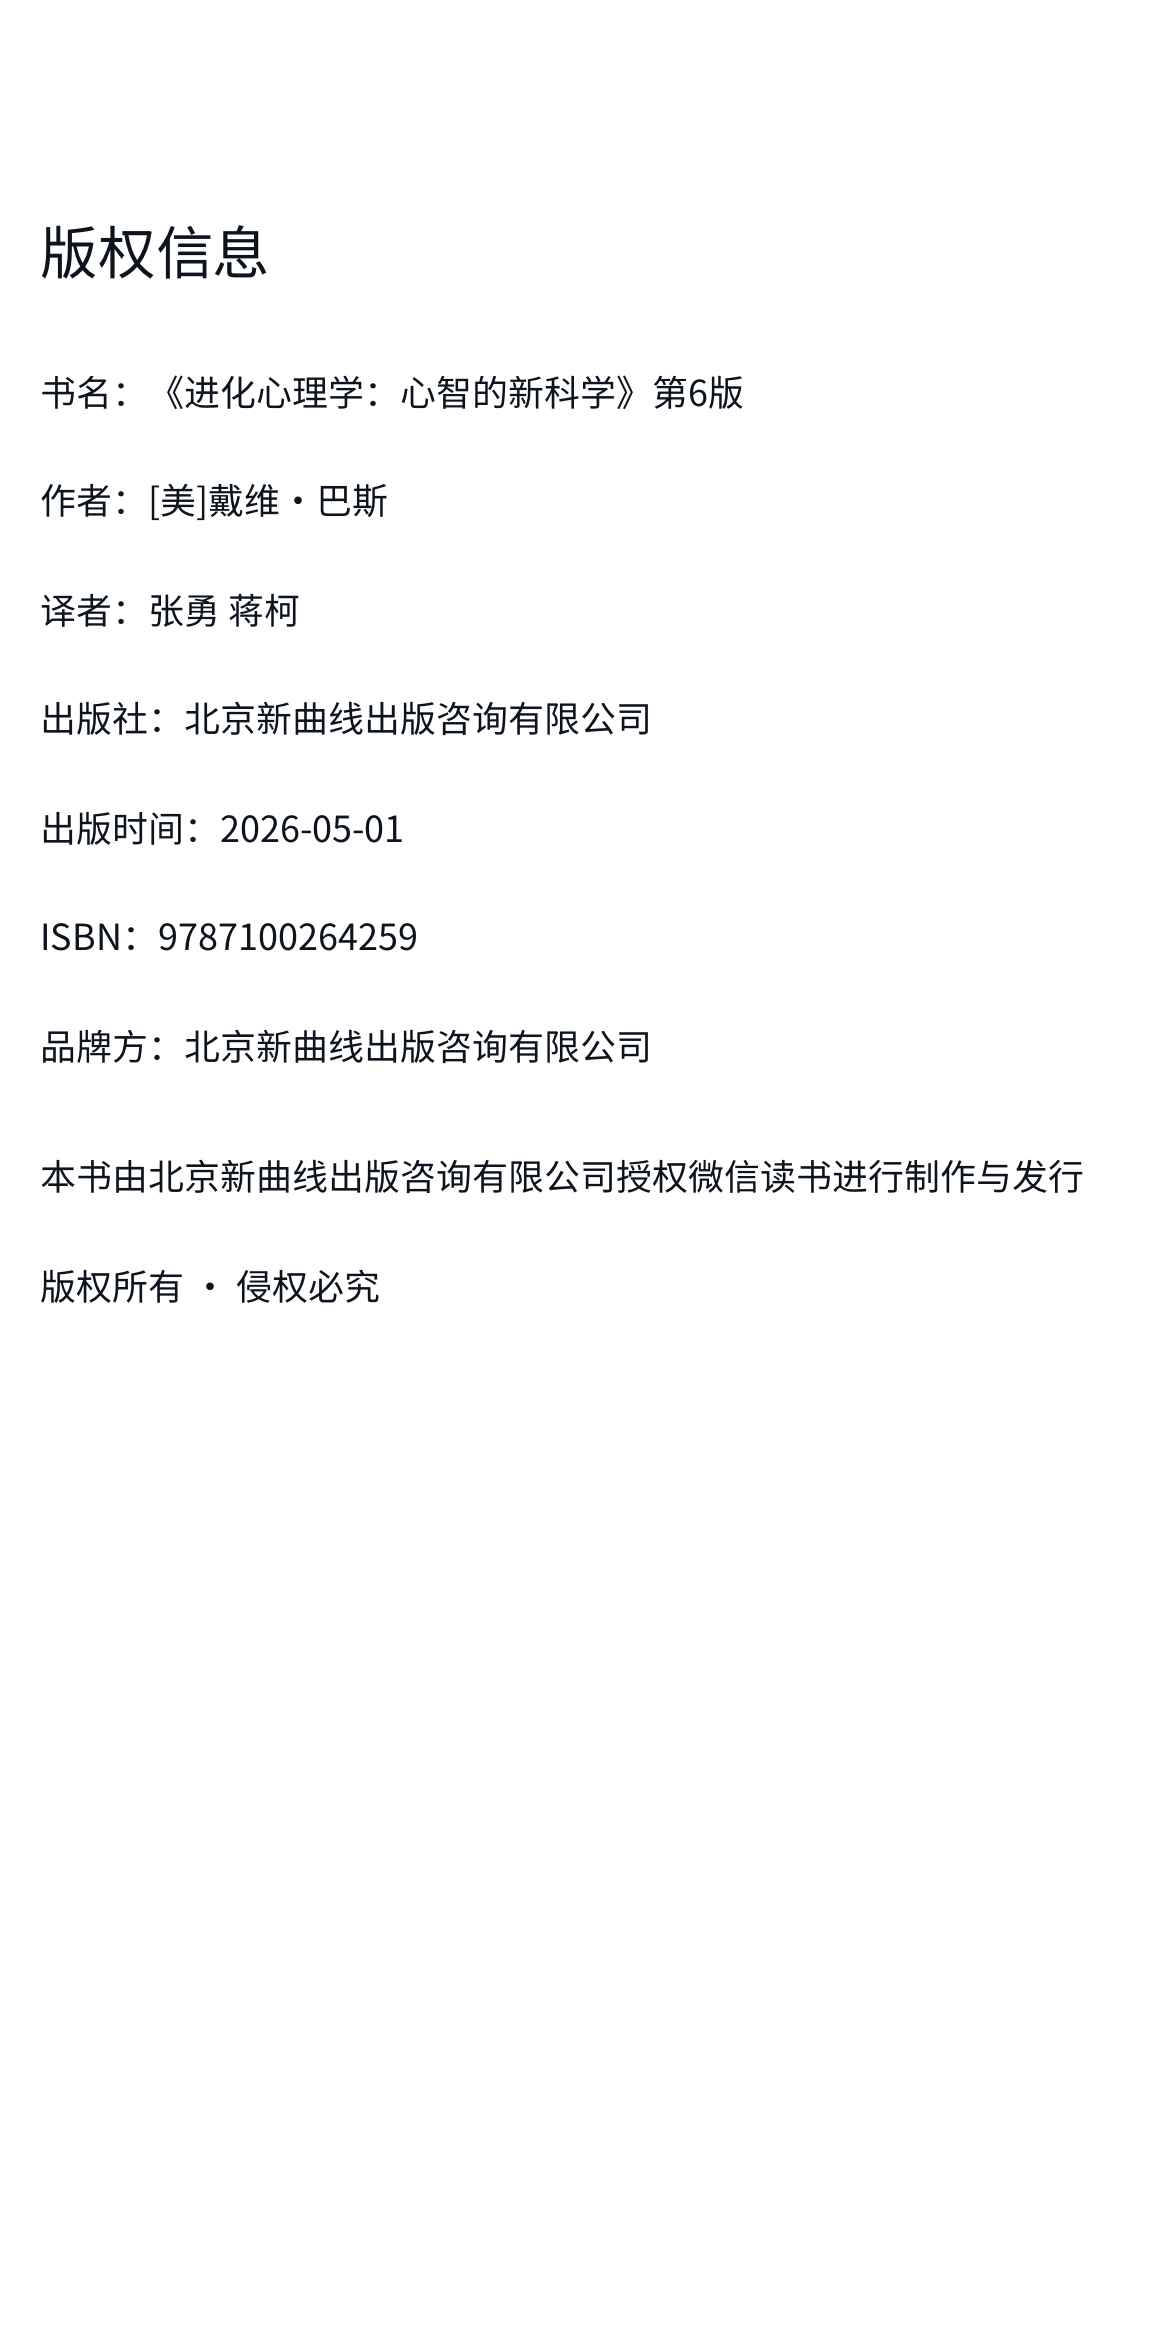 版权信息
书名：《进化心理学：心智的新科学》第6版
作者：[美]戴维·巴斯
译者：张勇 蒋柯
出版社：北京新曲线出版咨询有限公司
出版时间：2026-05-01
ISBN：9787100264259
品牌方：北京新曲线出版咨询有限公司
本书由北京新曲线出版咨询有限公司授权微信读书进行制作与发行
版权所有 · 侵权必究